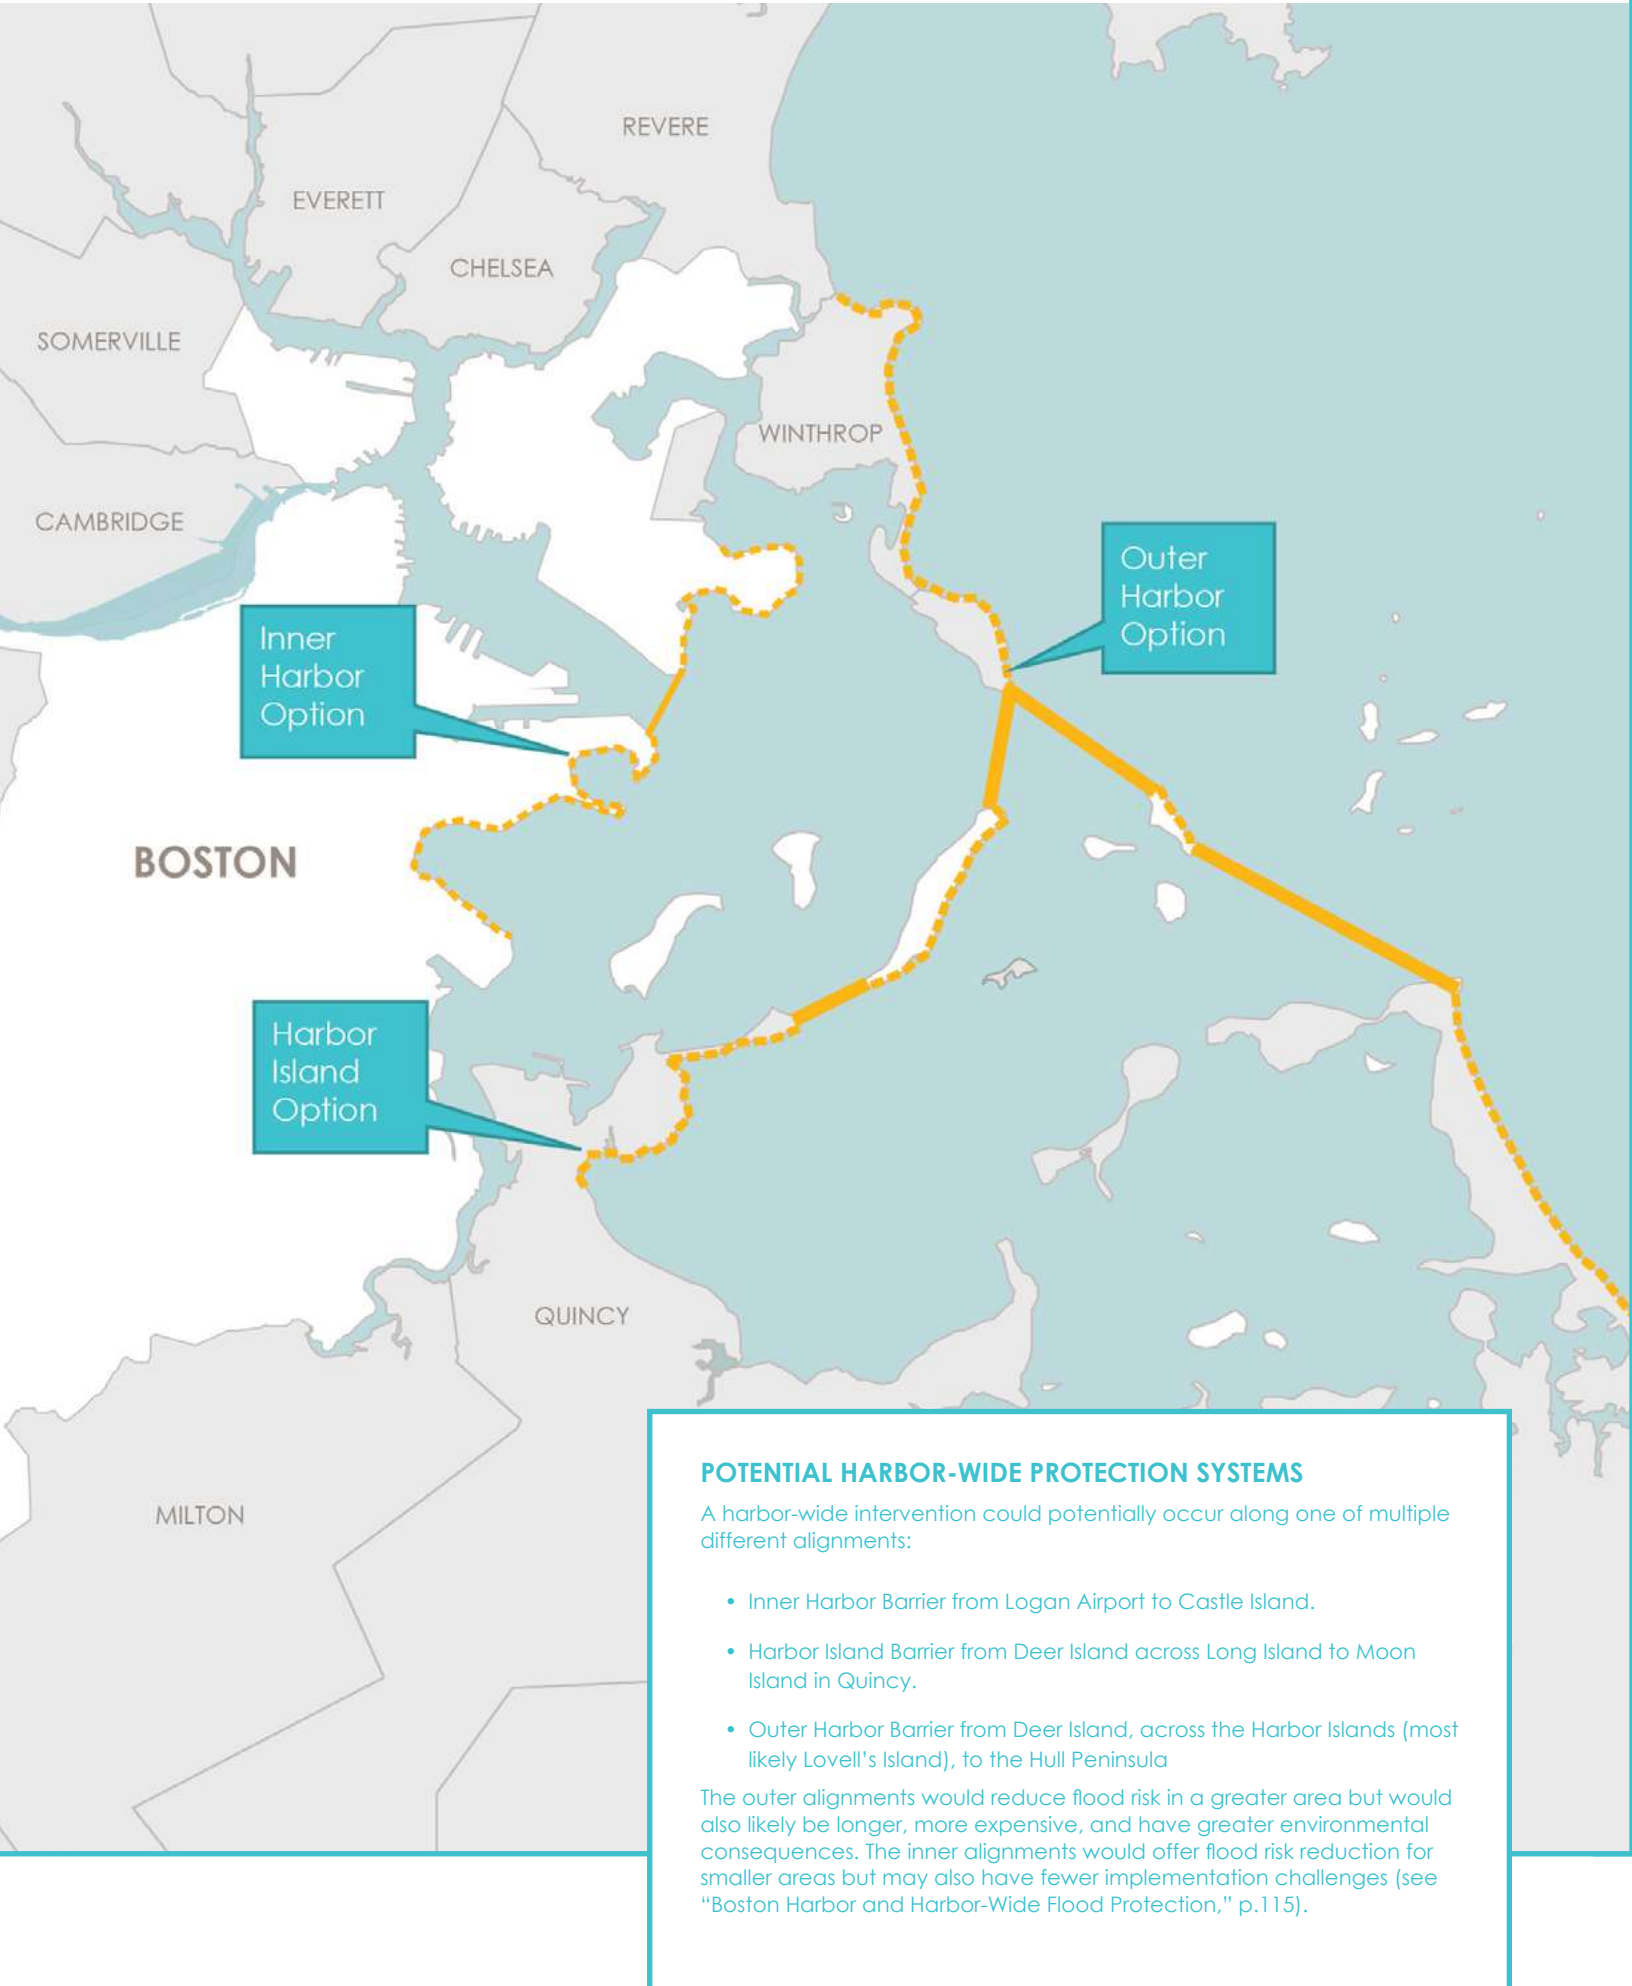 REVERE
EVERETT
CHELSEA
SOMERVILLE
WINTHROP
CAMBRIDGE
Outer
Harbor
Option
Inner
Harbor
Option
BOSTON
Harbor
Island
Option
QUINCY
MILTON
POTENTIAL HARBOR-WIDE PROTECTION SYSTEMS
A harbor-wide intervention could potentially occur along one of multiple
different alignments:
• Inner Harbor Barrier from Logan Airport to Castle Island.
• Harbor Island Barrier from Deer Island across Long Island to Moon
Island in Quincy.
• Outer Harbor Barrier from Deer Island, across the Harbor Islands (most
likely Lovell’s Island), to the Hull Peninsula
The outer alignments would reduce flood risk in a greater area but would
also likely be longer, more expensive, and have greater environmental
consequences. The inner alignments would offer flood risk reduction for
smaller areas but may also have fewer implementation challenges (see
“Boston Harbor and Harbor-Wide Flood Protection,” p.115).